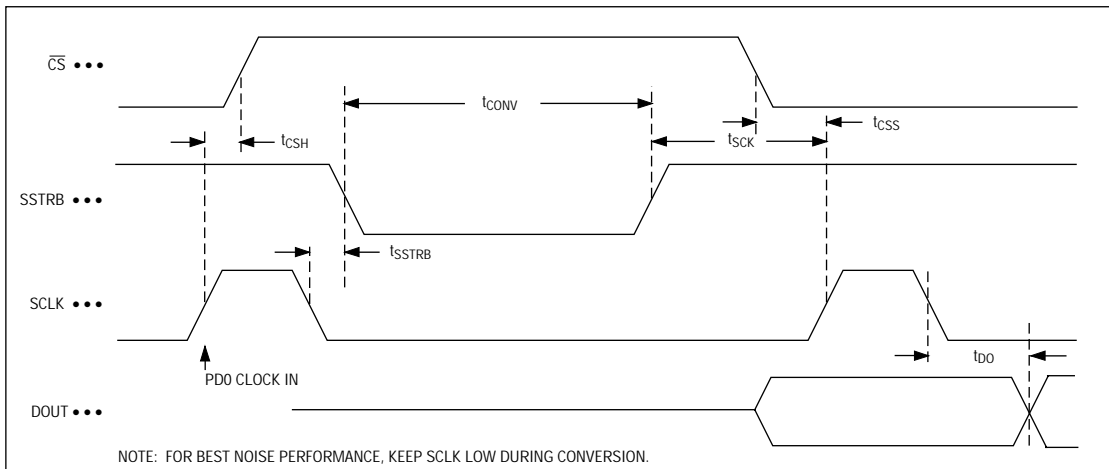 CS •••
tCONV
tCSS
tCSH
tSCK
SSTRB •••
tSSTRB
SCLK •••
tDO
PD0 CLOCK IN
DOUT •••
NOTE: FOR BEST NOISE PERFORMANCE, KEEP SCLK LOW DURING CONVERSION.